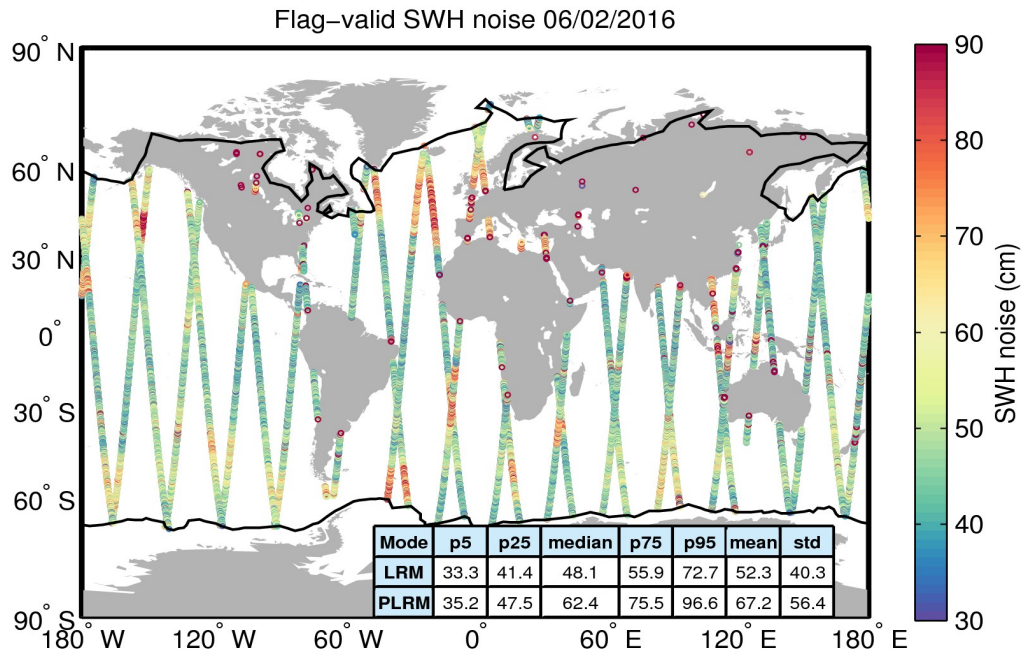 Flag−valid SWH noise 06/02/2016
90° N
60° N
30° N
0°
30° S
60° S
90° S
180° W
120° W
60° W
0°
60° E
120° E
180° E
90
80
70
60
50
40
30
SWH noise (cm)
Mode p5 p25 median p75 p95 mean std
LRM 33.3 41.4 48.1 55.9 72.7 52.3 40.3
PLRM 35.2 47.5 62.4 75.5 96.6 67.2 56.4